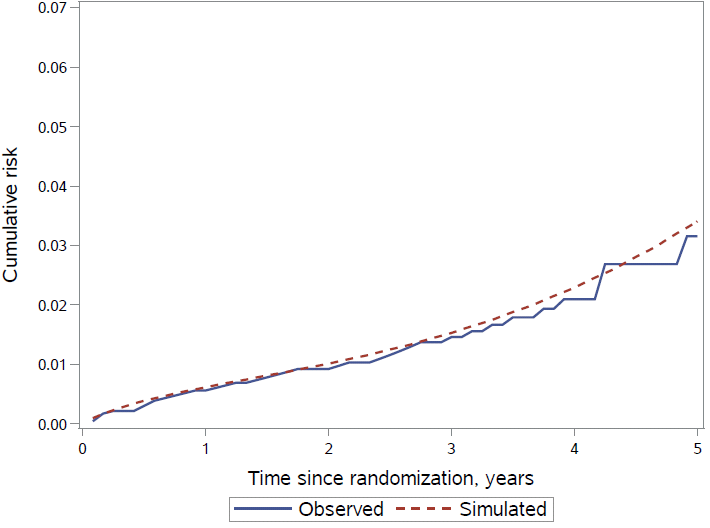 0.07
0.06
0.05
0.04
0.03
0.02
0.01
0.00
Cumulative risk
0 1 2 3 4 5
Time since randomization, years
Observed Simulated